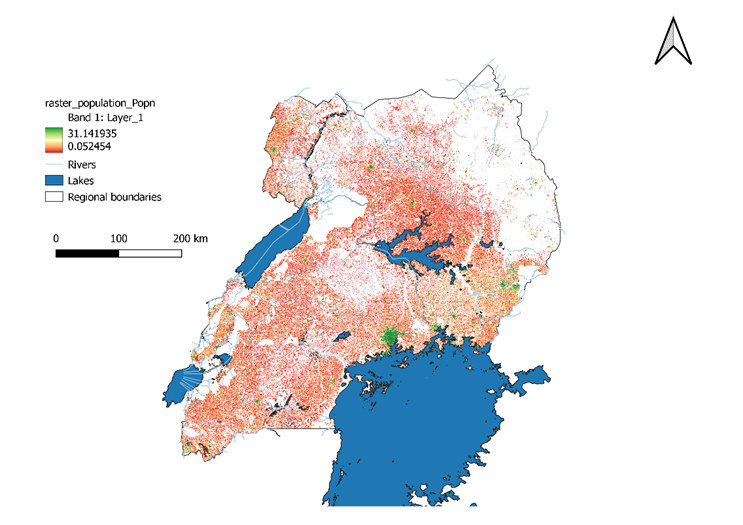 raster_population_Popn
Band 1: Layer_1
31.141935
0.052454
Rivers
Lakes
Regional boundaries
0 100 200 km